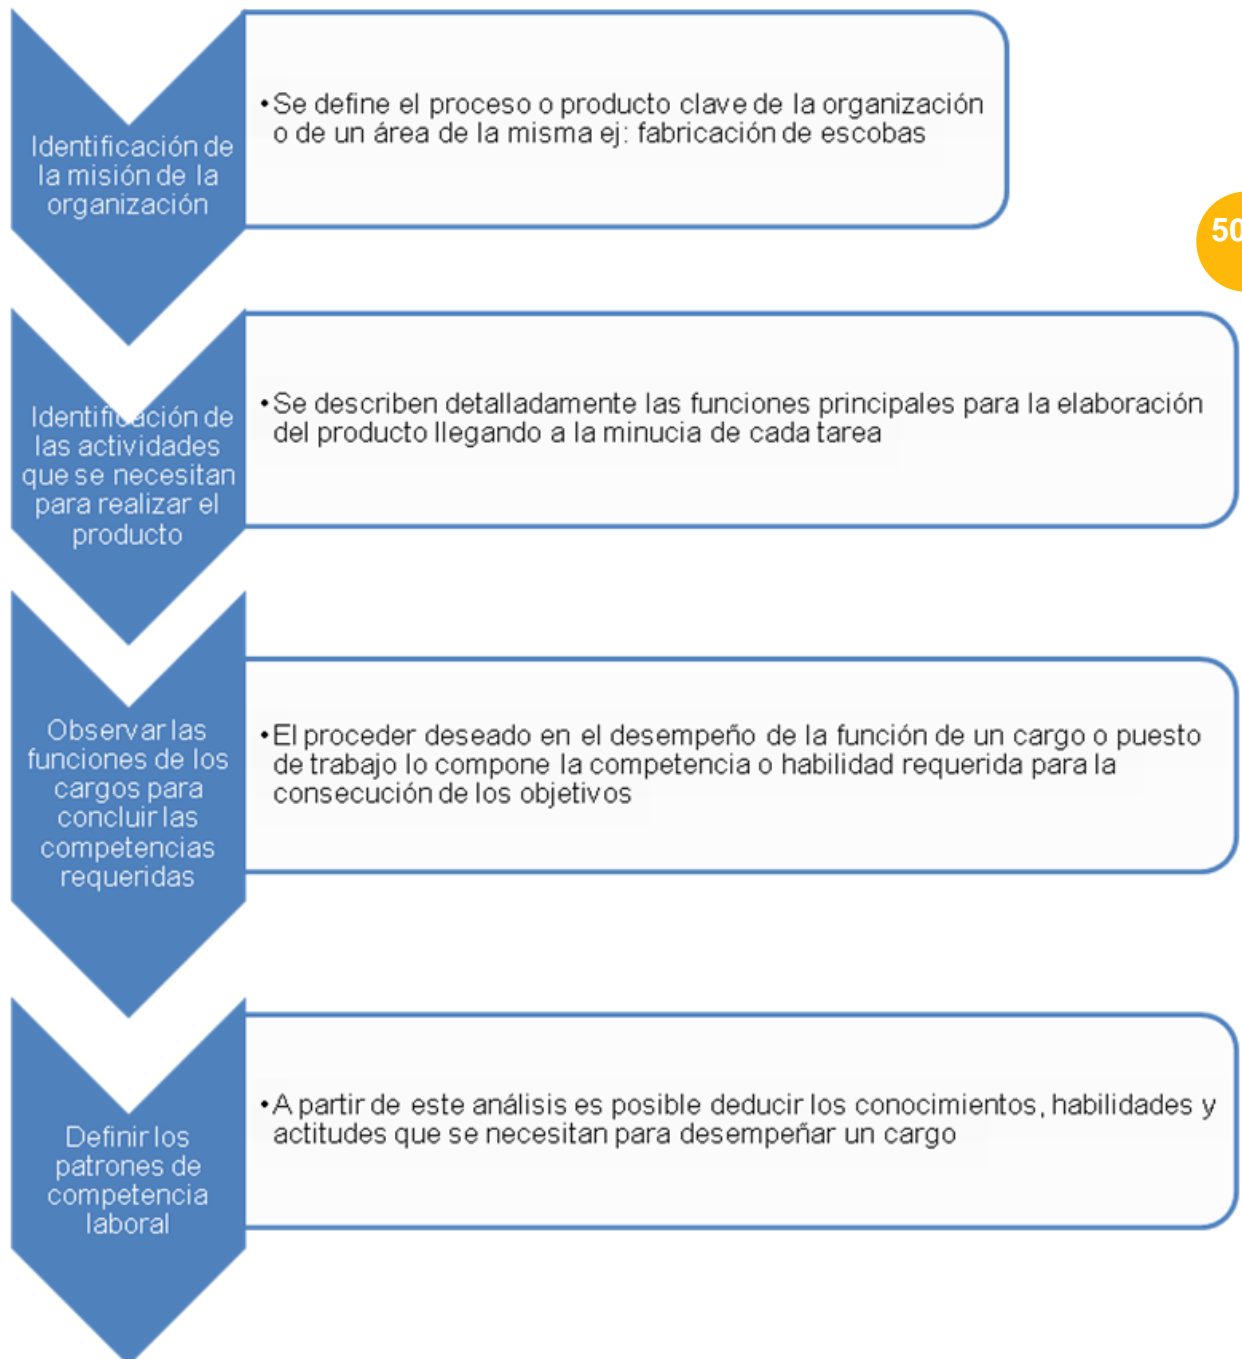 Identificación de
la misión de la
organización
•Se define el proceso o producto clave de la organización
o de un área de la misma ej: fabricación de escobas
50
Identificación de
las actividades
que se necesitan
para realizar el
producto
•Se describen detalladamente las funciones principales para la elaboración
del producto llegando a la minucia de cada tarea
Observar las
funciones de los
cargos para
concluir las
competencias
requeridas
•El proceder deseado en el desempeño de la función de un cargo o puesto
de trabajo lo compone la competencia o habilidad requerida para la
consecución de los objetivos
Definir los
patrones de
competencia
laboral
•A partir de este análisis es posible deducir los conocimientos, habilidades y
actitudes que se necesitan para desempeñar un cargo